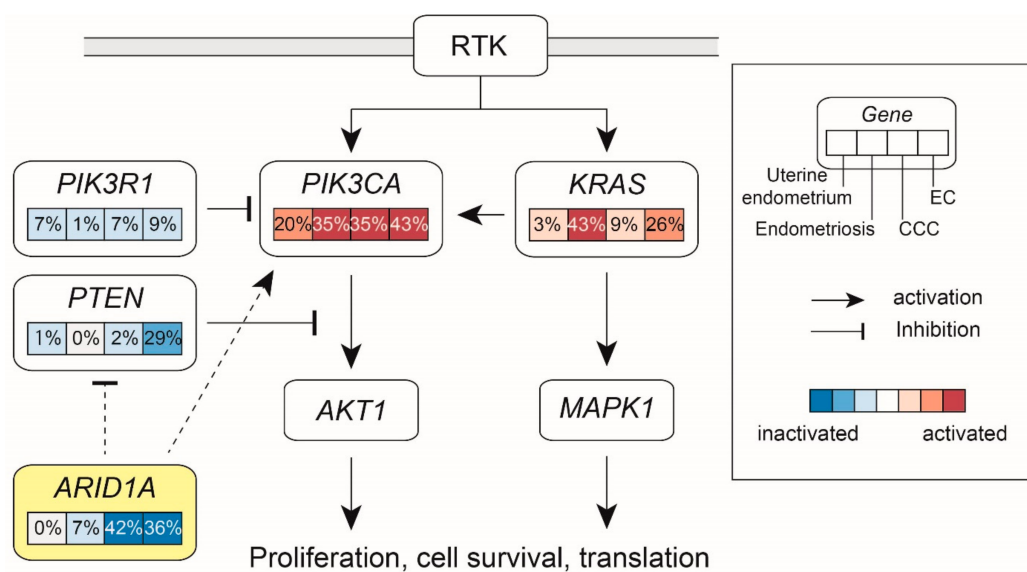 RTK
PIK3R1
7% 1% 7% 9%
PIK3CA
20% 35% 35% 43%
KRAS
3% 43% 9% 26%
PTEN
1% 0% 2% 29%
AKT1
MAPK1
ARID1A
0% 7% 42% 36%
Proliferation, cell survival, translation
Gene
Uterine
endometrium
EC
Endometriosis
CCC
activation
Inhibition
inactivated
activated